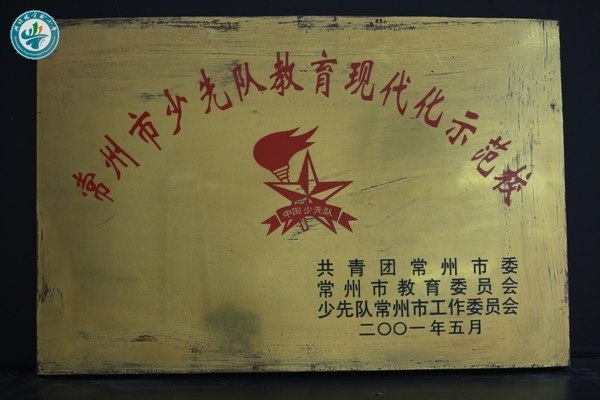 常州市少先队教育现代化示范校
中国少先队
共青团常州市委
常州市教育委员会
少先队常州市工作委员会
二〇〇一年五月